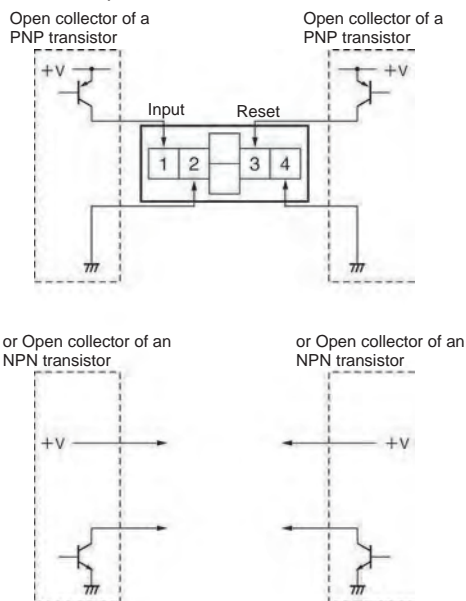 Open collector of a
PNP transistor
Open collector of a
PNP transistor
+V
+V
Input
Reset
1 2 3 4
or Open collector of an
NPN transistor
or Open collector of an
NPN transistor
+V
+V